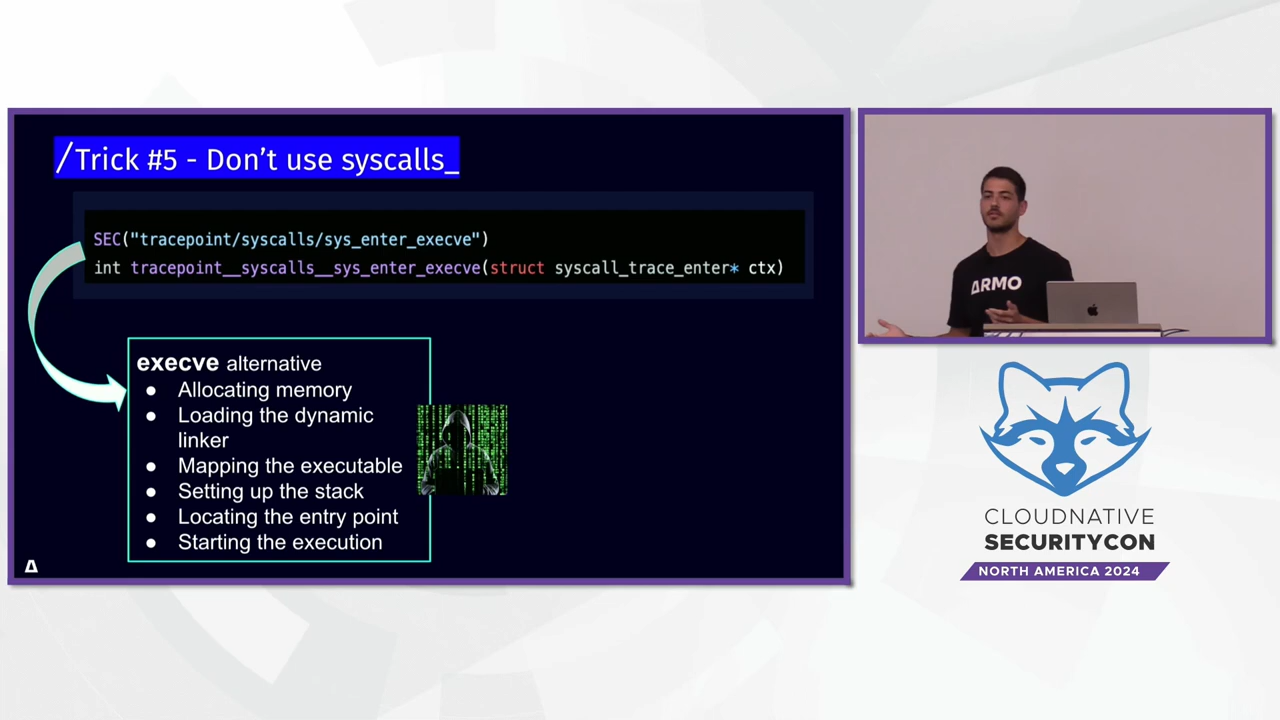 /Trick #5 - Don't use syscalls_
SEC("tracepoint/syscalls/sys_enter_execve")
int tracepoint__syscalls__sys_enter_execve(struct syscall_trace_enter* ctx)
execve alternative
● Allocating memory
● Loading the dynamic
linker
● Mapping the executable
● Setting up the stack
● Locating the entry point
● Starting the execution
ARMO
CLOUDNATIVE
SECURITYCON
NORTH AMERICA 2024